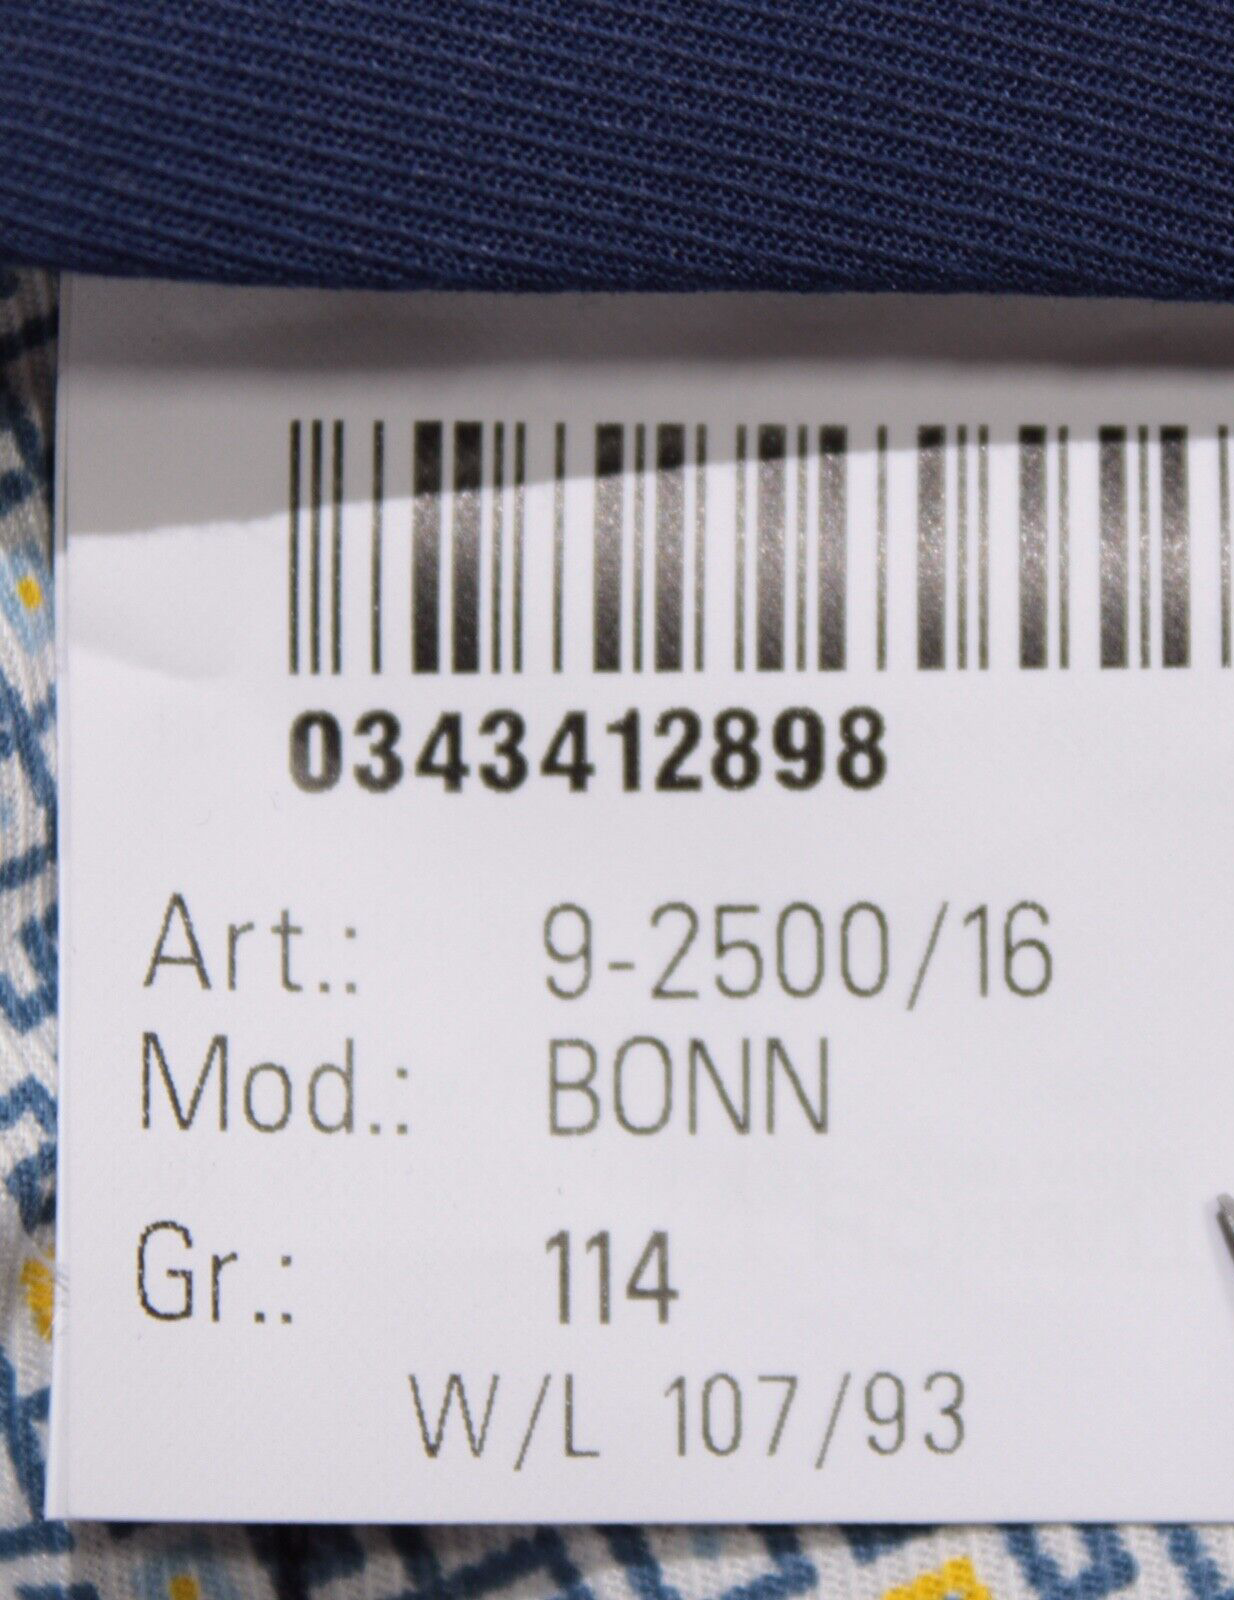 0343412898
Art.: 9-2500/16
Mod.: BONN
Gr.: 114
W/L 107/93